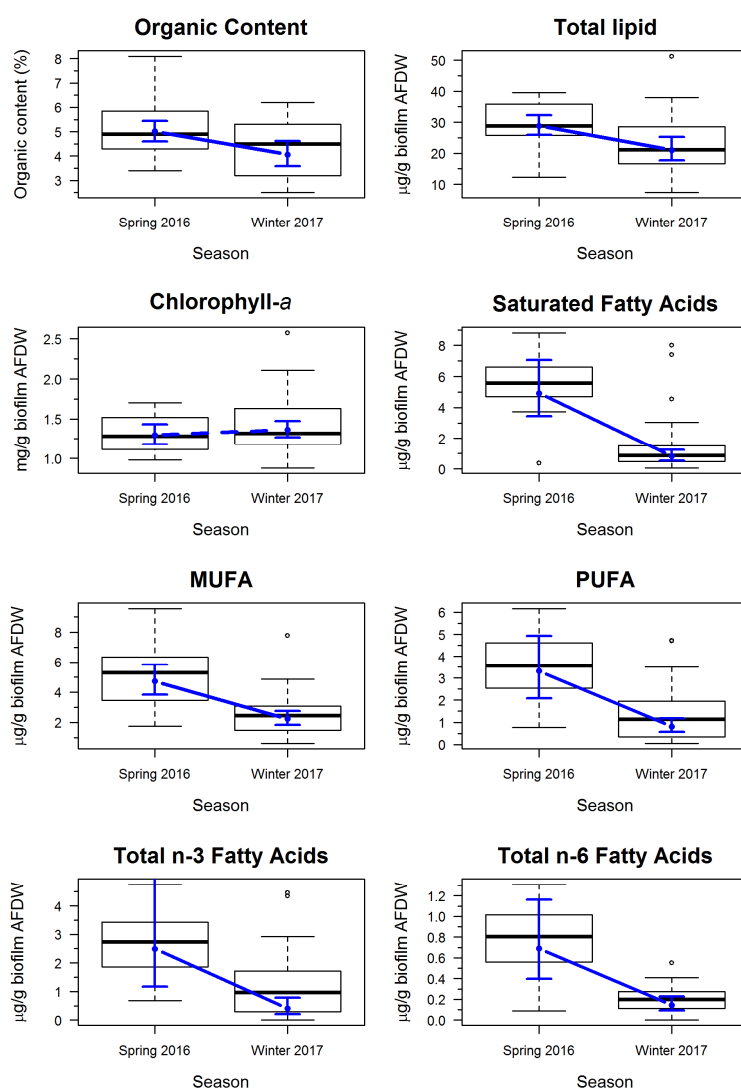 Organic Content
Organic content (%)
8
7
6
5
4
3
Spring 2016 Winter 2017
Season
Total lipid
µg/g biofilm AFDW
50
40
30
20
10
Spring 2016 Winter 2017
Season
Chlorophyll-a
mg/g biofilm AFDW
2.5
2.0
1.5
1.0
Spring 2016 Winter 2017
Season
Saturated Fatty Acids
µg/g biofilm AFDW
8
6
4
2
0
Spring 2016 Winter 2017
Season
MUFA
µg/g biofilm AFDW
8
6
4
2
Spring 2016 Winter 2017
Season
PUFA
µg/g biofilm AFDW
6
5
4
3
2
1
0
Spring 2016 Winter 2017
Season
Total n-3 Fatty Acids
µg/g biofilm AFDW
4
3
2
1
0
Spring 2016 Winter 2017
Season
Total n-6 Fatty Acids
µg/g biofilm AFDW
1.2
1.0
0.8
0.6
0.4
0.2
0.0
Spring 2016 Winter 2017
Season